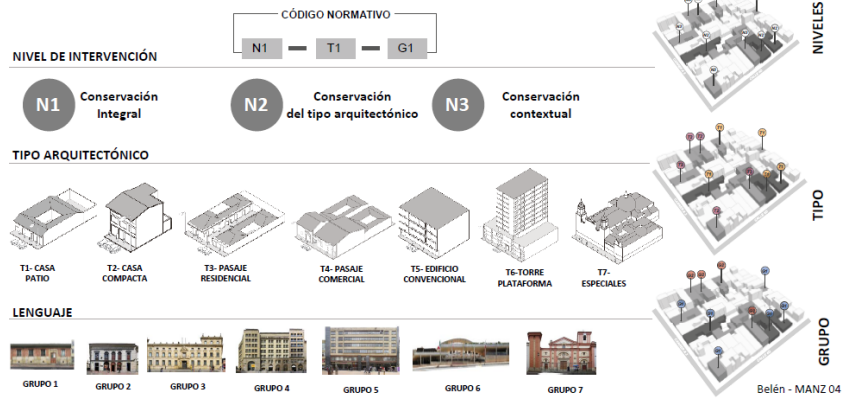 CÓDIGO NORMATIVO
N1 — T1 — G1
NIVEL DE INTERVENCIÓN
N1 Conservación Integral
N2 Conservación del tipo arquitectónico
N3 Conservación contextual
NIVELES
TIPO ARQUITECTÓNICO
T1- CASA PATIO
T2- CASA COMPACTA
T3- PASAJE RESIDENCIAL
T4 - PASAJE COMERCIAL
T5- EDIFICIO CONVENCIONAL
T6-TORRE PLATAFORMA
T7- ESPECIALES
TIPO
LENGUAJE
GRUPO 1
GRUPO 2
GRUPO 3
GRUPO 4
GRUPO 5
GRUPO 6
GRUPO 7
GRUPO
Belén - MANZ 04